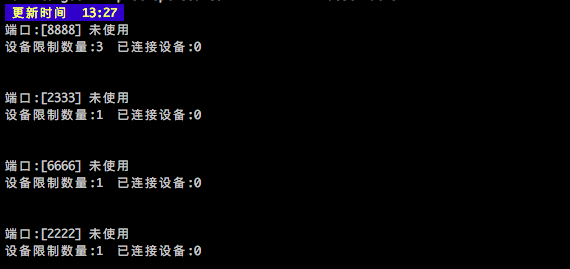 更新时间 13:27
端口:[8888] 未使用
设备限制数量:3 已连接设备:0
端口:[2333] 未使用
设备限制数量:1 已连接设备:0
端口:[6666] 未使用
设备限制数量:1 已连接设备:0
端口:[2222] 未使用
设备限制数量:1 已连接设备:0